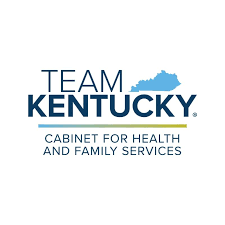 TEAM
KENTUCKY®
CABINET FOR HEALTH
AND FAMILY SERVICES